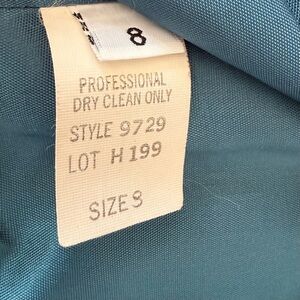 8
PROFESSIONAL
DRY CLEAN ONLY
STYLE 9729
LOT H199
SIZE 8